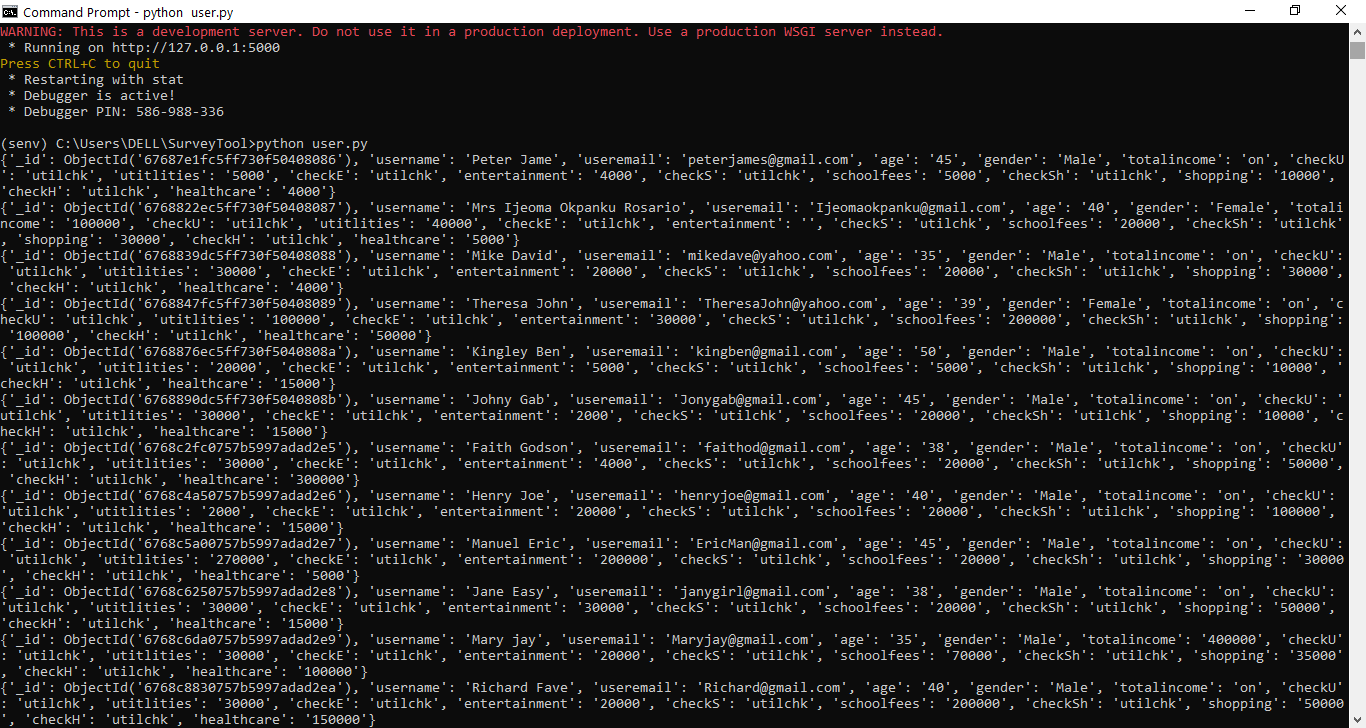 Command Prompt - python  user.py
WARNING: This is a development server. Do not use it in a production deployment. Use a production WSGI server instead.
 * Running on http://127.0.0.1:5000
Press CTRL+C to quit
 * Restarting with stat
 * Debugger is active!
 * Debugger PIN: 586-988-336
(senv) C:\Users\DELL\SurveyTool>python user.py
{'_id': ObjectId('67687e1fc5ff730f50408086'), 'username': 'Peter Jame', 'useremail': 'peterjames@gmail.com', 'age': '45', 'gender': 'Male', 'totalincome': 'on', 'checkU
': 'utilchk', 'utitlities': '5000', 'checkE': 'utilchk', 'entertainment': '4000', 'checkS': 'utilchk', 'schoolfees': '5000', 'checkSh': 'utilchk', 'shopping': '10000',
'checkH': 'utilchk', 'healthcare': '4000'}
{'_id': ObjectId('6768822ec5ff730f50408087'), 'username': 'Mrs Ijeoma Okpanku Rosario', 'useremail': 'Ijeomaokpanku@gmail.com', 'age': '40', 'gender': 'Female', 'totali
ncome': '100000', 'checkU': 'utilchk', 'utitlities': '40000', 'checkE': 'utilchk', 'entertainment': '', 'checkS': 'utilchk', 'schoolfees': '20000', 'checkSh': 'utilchk'
, 'shopping': '30000', 'checkH': 'utilchk', 'healthcare': '5000'}
{'_id': ObjectId('6768839dc5ff730f50408088'), 'username': 'Mike David', 'useremail': 'mikedave@yahoo.com', 'age': '35', 'gender': 'Male', 'totalincome': 'on', 'checkU':
 'utilchk', 'utitlities': '30000', 'checkE': 'utilchk', 'entertainment': '20000', 'checkS': 'utilchk', 'schoolfees': '20000', 'checkSh': 'utilchk', 'shopping': '30000',
 'checkH': 'utilchk', 'healthcare': '4000'}
{'_id': ObjectId('6768847fc5ff730f50408089'), 'username': 'Theresa John', 'useremail': 'TheresaJohn@yahoo.com', 'age': '39', 'gender': 'Female', 'totalincome': 'on', 'c
heckU': 'utilchk', 'utitlities': '100000', 'checkE': 'utilchk', 'entertainment': '30000', 'checkS': 'utilchk', 'schoolfees': '200000', 'checkSh': 'utilchk', 'shopping':
 '100000', 'checkH': 'utilchk', 'healthcare': '50000'}
{'_id': ObjectId('6768876ec5ff730f5040808a'), 'username': 'Kingley Ben', 'useremail': 'kingben@gmail.com', 'age': '50', 'gender': 'Male', 'totalincome': 'on', 'checkU':
 'utilchk', 'utitlities': '20000', 'checkE': 'utilchk', 'entertainment': '5000', 'checkS': 'utilchk', 'schoolfees': '5000', 'checkSh': 'utilchk', 'shopping': '10000', '
checkH': 'utilchk', 'healthcare': '15000'}
{'_id': ObjectId('6768890dc5ff730f5040808b'), 'username': 'Johny Gab', 'useremail': 'Jonygab@gmail.com', 'age': '45', 'gender': 'Male', 'totalincome': 'on', 'checkU': '
utilchk', 'utitlities': '30000', 'checkE': 'utilchk', 'entertainment': '2000', 'checkS': 'utilchk', 'schoolfees': '20000', 'checkSh': 'utilchk', 'shopping': '10000', 'c
heckH': 'utilchk', 'healthcare': '15000'}
{'_id': ObjectId('6768c2fc0757b5997adad2e5'), 'username': 'Faith Godson', 'useremail': 'faithod@gmail.com', 'age': '38', 'gender': 'Male', 'totalincome': 'on', 'checkU'
: 'utilchk', 'utitlities': '30000', 'checkE': 'utilchk', 'entertainment': '4000', 'checkS': 'utilchk', 'schoolfees': '20000', 'checkSh': 'utilchk', 'shopping': '50000',
 'checkH': 'utilchk', 'healthcare': '300000'}
{'_id': ObjectId('6768c4a50757b5997adad2e6'), 'username': 'Henry Joe', 'useremail': 'henryjoe@gmail.com', 'age': '40', 'gender': 'Male', 'totalincome': 'on', 'checkU':
'utilchk', 'utitlities': '2000', 'checkE': 'utilchk', 'entertainment': '20000', 'checkS': 'utilchk', 'schoolfees': '20000', 'checkSh': 'utilchk', 'shopping': '100000',
'checkH': 'utilchk', 'healthcare': '15000'}
{'_id': ObjectId('6768c5a00757b5997adad2e7'), 'username': 'Manuel Eric', 'useremail': 'EricMan@gmail.com', 'age': '45', 'gender': 'Male', 'totalincome': 'on', 'checkU':
 'utilchk', 'utitlities': '270000', 'checkE': 'utilchk', 'entertainment': '200000', 'checkS': 'utilchk', 'schoolfees': '20000', 'checkSh': 'utilchk', 'shopping': '30000'
, 'checkH': 'utilchk', 'healthcare': '5000'}
{'_id': ObjectId('6768c6250757b5997adad2e8'), 'username': 'Jane Easy', 'useremail': 'janygirl@gmail.com', 'age': '38', 'gender': 'Male', 'totalincome': 'on', 'checkU':
'utilchk', 'utitlities': '30000', 'checkE': 'utilchk', 'entertainment': '30000', 'checkS': 'utilchk', 'schoolfees': '20000', 'checkSh': 'utilchk', 'shopping': '50000',
'checkH': 'utilchk', 'healthcare': '15000'}
{'_id': ObjectId('6768c6da0757b5997adad2e9'), 'username': 'Mary jay', 'useremail': 'Maryjay@gmail.com', 'age': '35', 'gender': 'Male', 'totalincome': '400000', 'checkU'
: 'utilchk', 'utitlities': '30000', 'checkE': 'utilchk', 'entertainment': '20000', 'checkS': 'utilchk', 'schoolfees': '70000', 'checkSh': 'utilchk', 'shopping': '35000'
, 'checkH': 'utilchk', 'healthcare': '100000'}
{'_id': ObjectId('6768c8830757b5997adad2ea'), 'username': 'Richard Fave', 'useremail': 'Richard@gmail.com', 'age': '40', 'gender': 'Male', 'totalincome': 'on', 'checkU'
: 'utilchk', 'utitlities': '30000', 'checkE': 'utilchk', 'entertainment': '20000', 'checkS': 'utilchk', 'schoolfees': '200000', 'checkSh': 'utilchk', 'shopping': '50000
', 'checkH': 'utilchk', 'healthcare': '150000'}